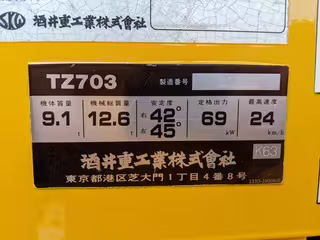 SKW 酒井重工業株式會社
TZ703 製造番号
機体質量 機械総質量 安定度 定格出力 最高速度
9.1 t 12.6 t 右 42° 左 45° 69 kW 24 km/h
酒井重工業株式會社 K63
東京都港区芝大門1丁目4番8号